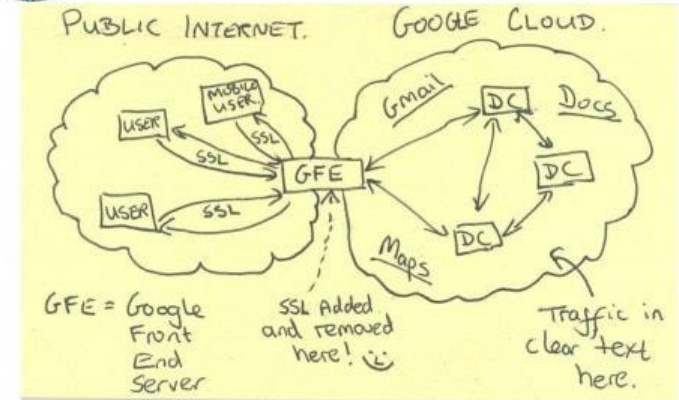 PUBLIC INTERNET.
GOOGLE CLOUD.
MOBILE
USER.
USER
SSL
SSL
USER
SSL
GFE
Gmail
DC
Docs
DC
DC
Maps
GFE = Google
Front
End
Server
SSL Added
and removed
here!
Traffic in
clear text
here.